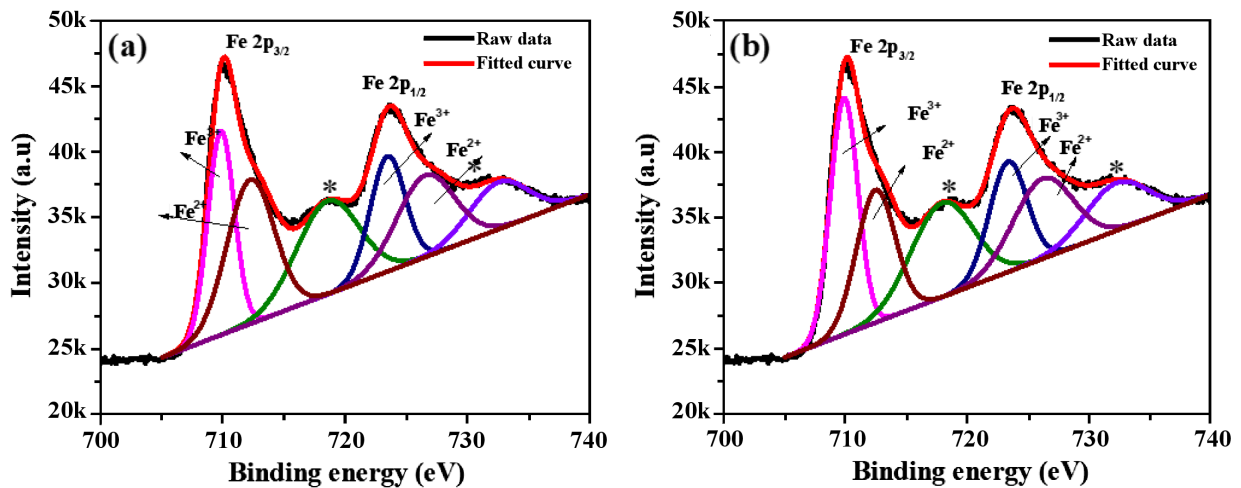 (a)
Fe 2p3/2
Raw data
Fitted curve
Fe 2p1/2
Fe3+
Fe2+
Fe3+
Fe2+
*
*
50k
45k
40k
35k
30k
25k
20k
Intensity (a.u)
700
710
720
730
740
Binding energy (eV)
(b)
Fe 2p3/2
Raw data
Fitted curve
Fe 2p1/2
Fe3+
Fe2+
Fe3+
Fe2+
*
*
50k
45k
40k
35k
30k
25k
20k
Intensity (a.u)
700
710
720
730
740
Binding energy (eV)